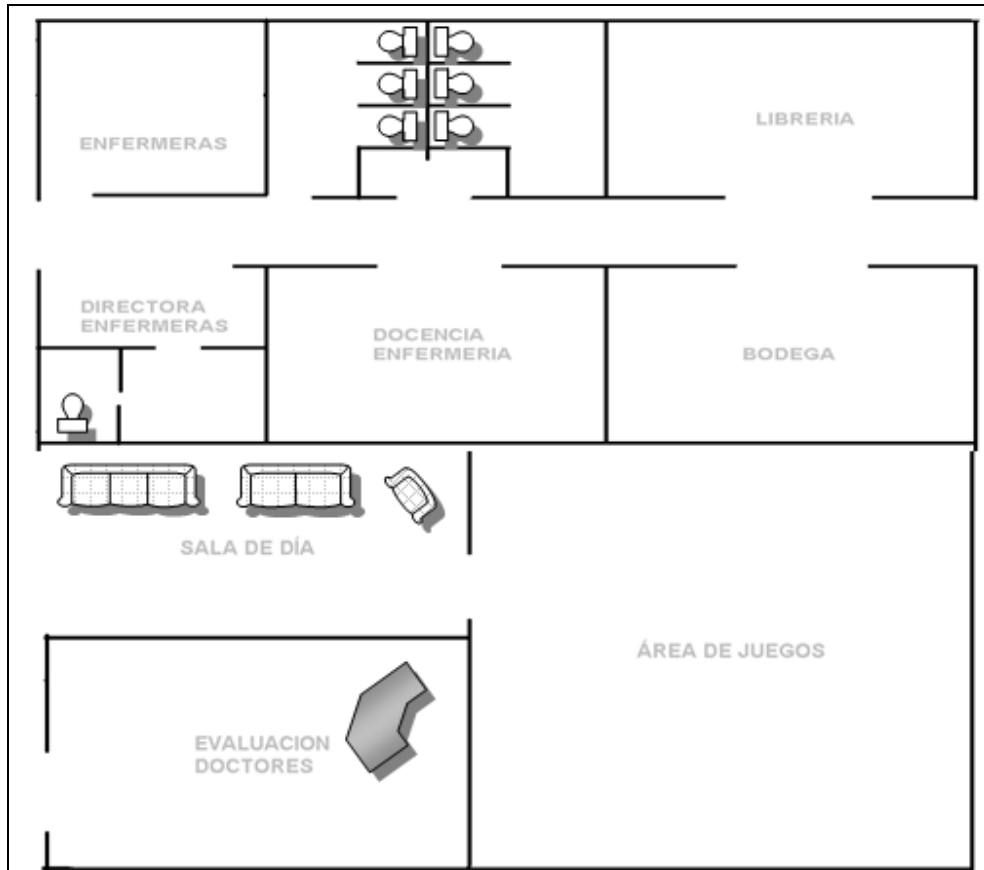 ENFERMERAS
LIBRERIA
DIRECTORA
ENFERMERAS
DOCENCIA
ENFERMERIA
BODEGA
SALA DE DÍA
ÁREA DE JUEGOS
EVALUACION
DOCTORES